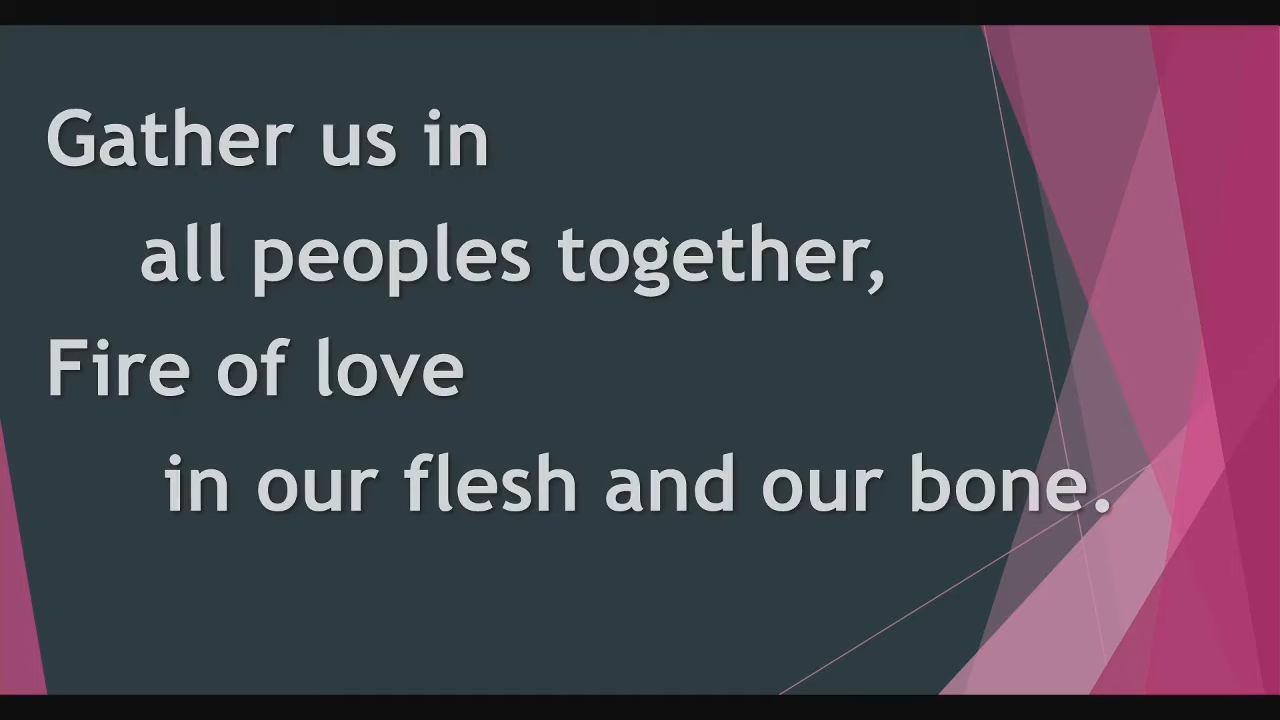 Gather us in
all peoples together,
Fire of love
in our flesh and our bone.